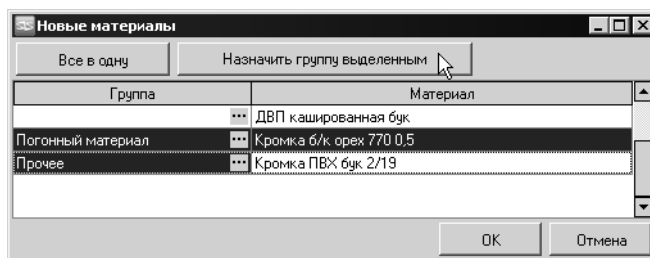 Новые материалы
Все в одну Назначить группу выделенным
Группа Материал
... ДВП кашированная бук
Погонный материал ... Кромка б/к орех 770 0,5
Прочее ... Кромка ПВХ бук 2/19
OK Отмена